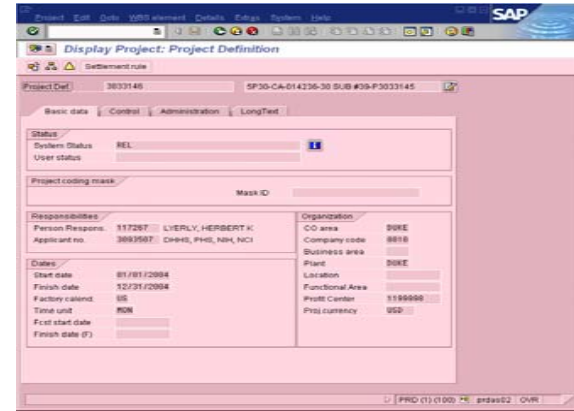 Project Edit Goto WBS element Details Extras System Help
SAP
Display Project: Project Definition
Settlement rule
Project Def. 3033146 5P30-CA-014236-30 SUB #39-P3033145
Basic data Control Administration LongText
Status
System Status REL
User status
Project coding mask
Mask ID
Responsibilities
Person Respons. 117267 LYERLY, HERBERT K
Applicant no. 3093507 DHHS, PHS, NIH, NCI
Organization
CO area DUKE
Company code 0010
Business area
Plant DUKE
Location
Functional Area
Profit Center
Proj.currency USD
Dates
Start date 01/01/2004
Finish date 12/31/2004
Factory calend. US
Time unit MON
Fcst start date
Finish date (F)
PRD (1) (100) prdas02 OVR